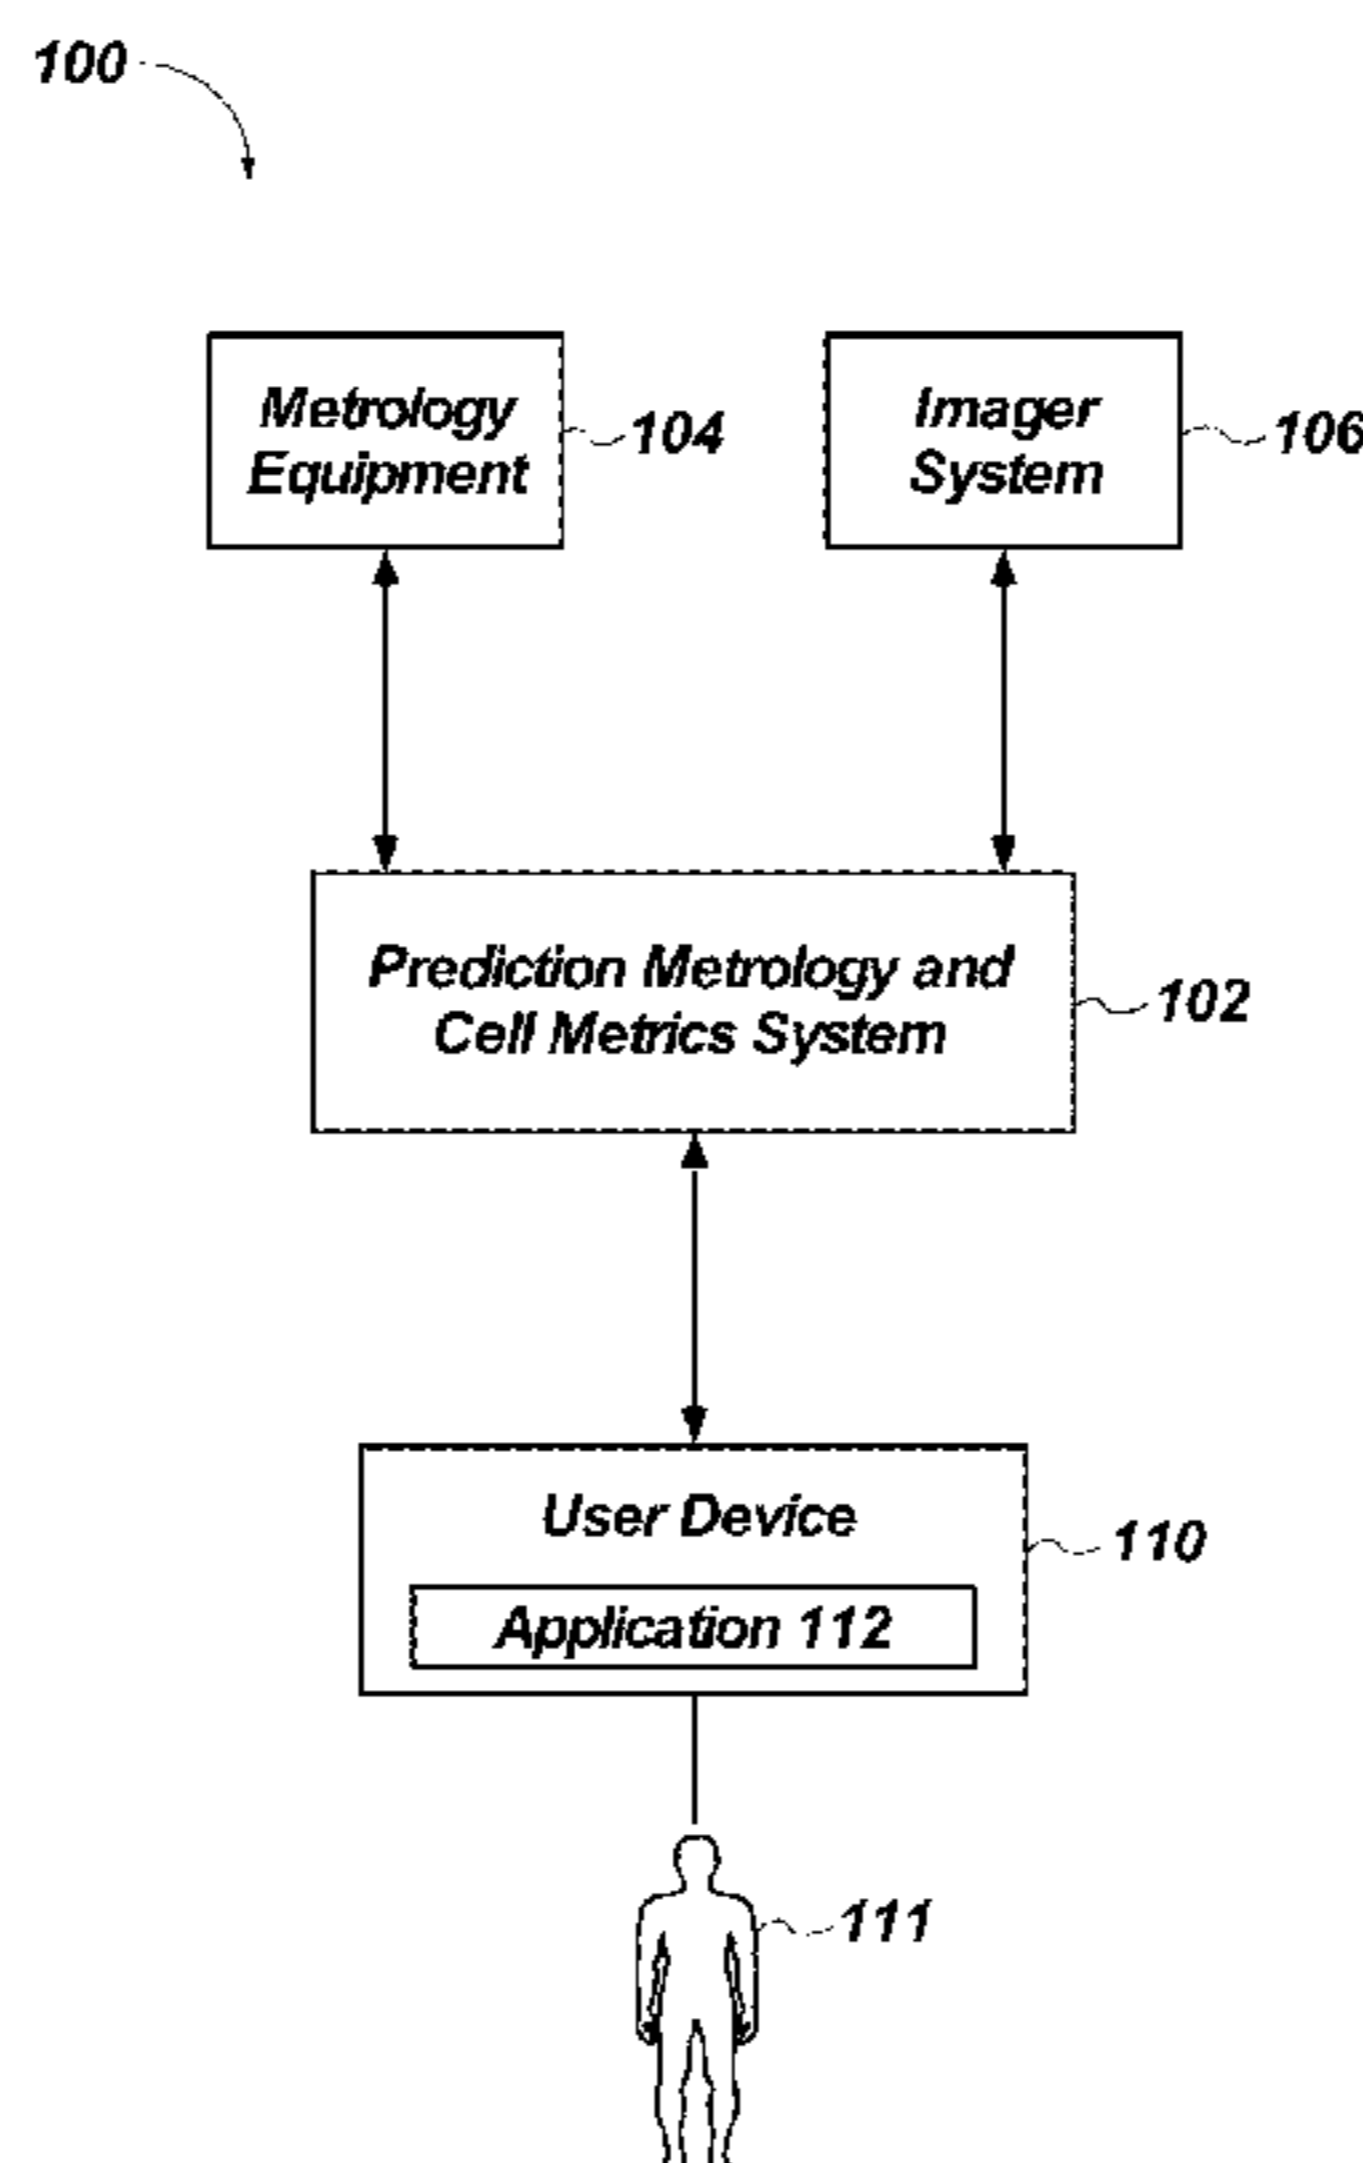 100
Metrology
Equipment
104
Imager
System
106
Prediction Metrology and
Cell Metrics System
102
User Device
110
Application 112
111